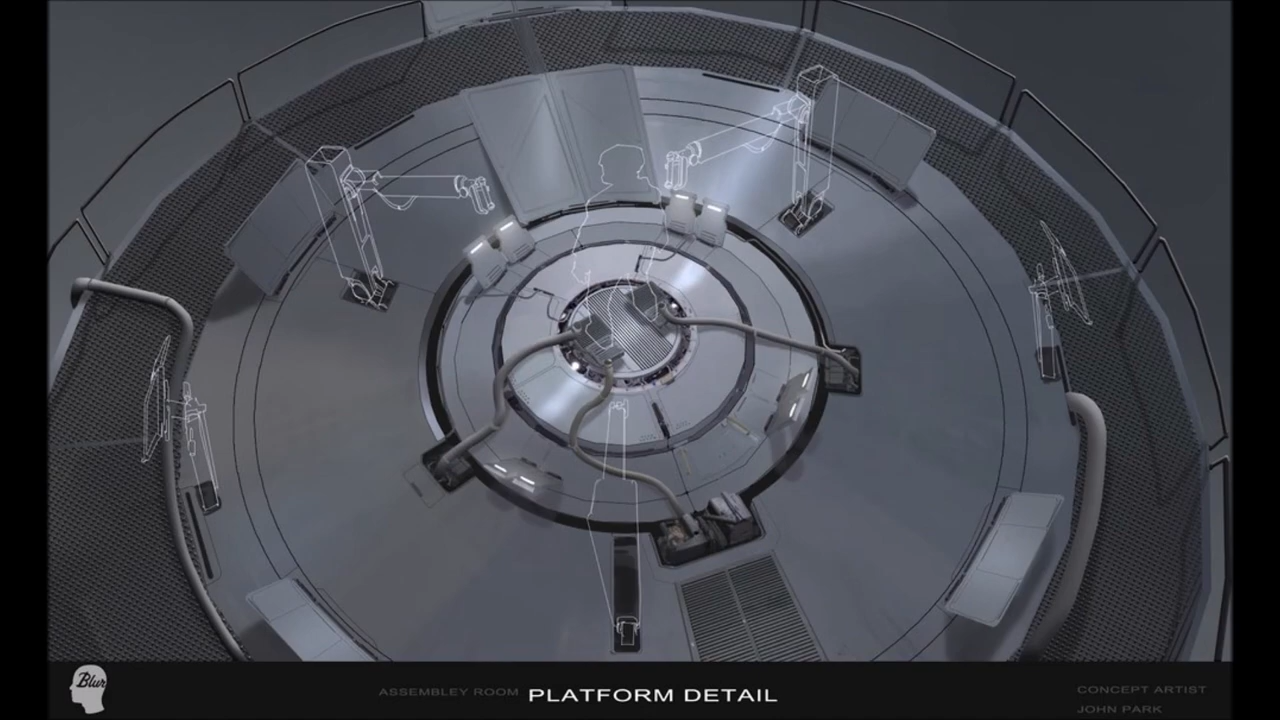 Blur
ASSEMBLEY ROOM PLATFORM DETAIL
CONCEPT ARTIST
JOHN PARK